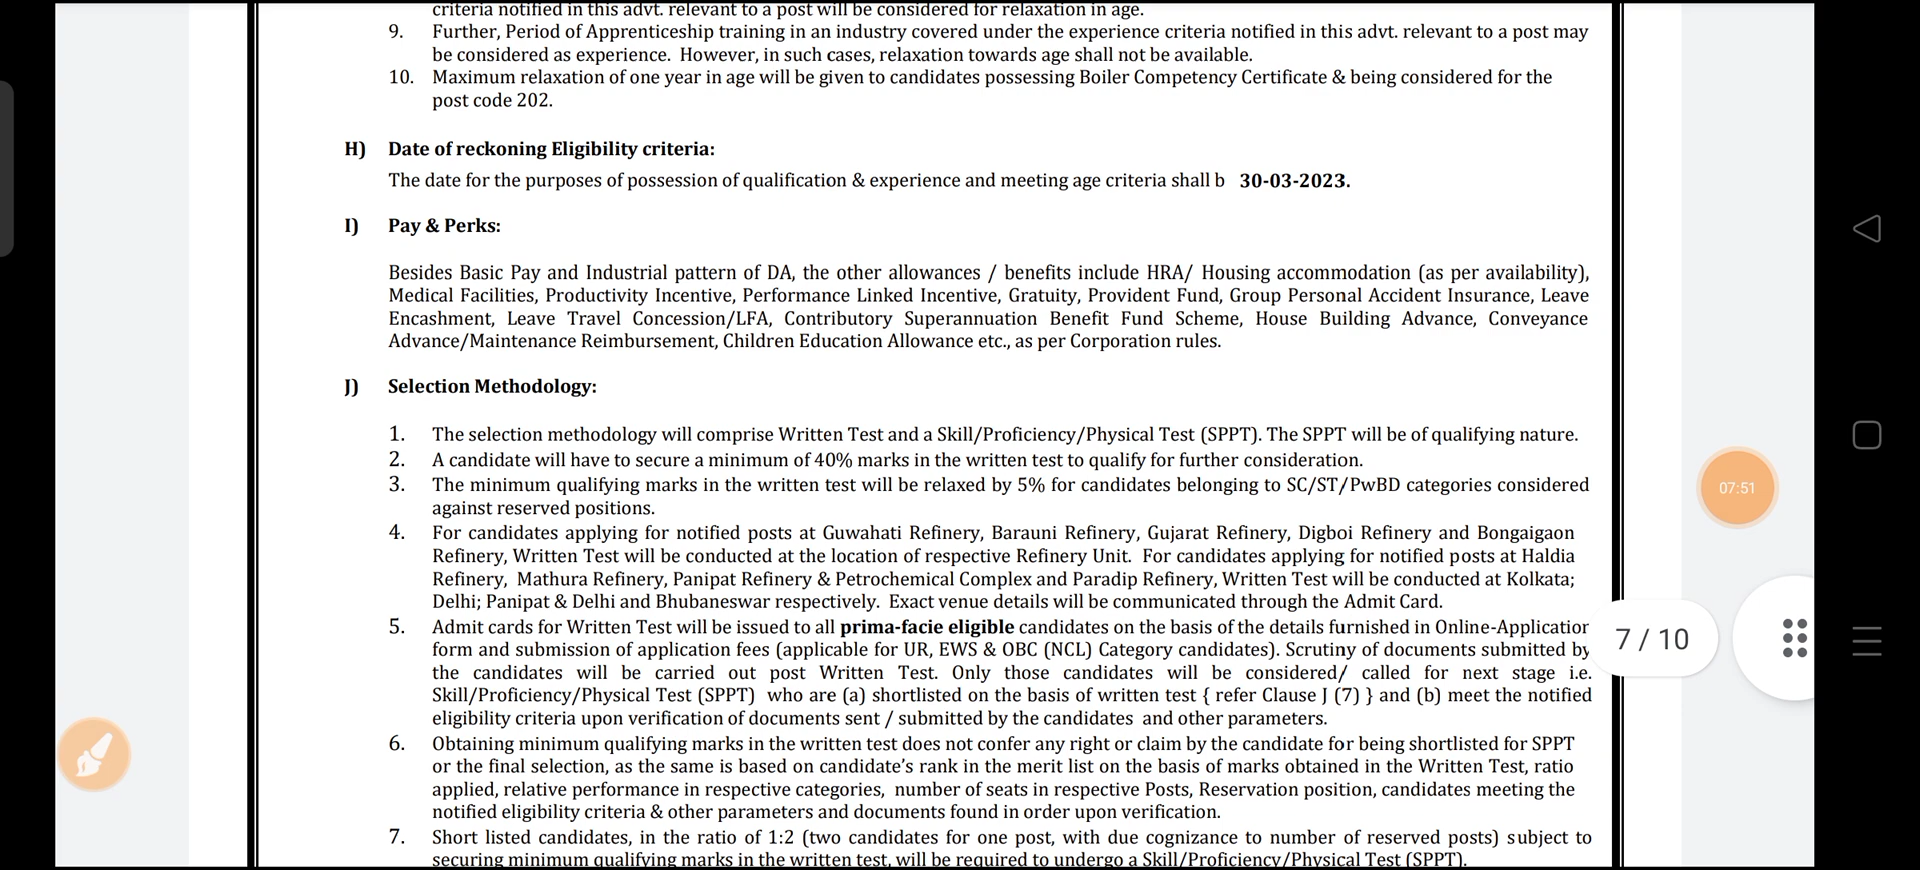 criteria notified in this advt. relevant to a post will be considered for relaxation in age.
9. Further, Period of Apprenticeship training in an industry covered under the experience criteria notified in this advt. relevant to a post may
be considered as experience. However, in such cases, relaxation towards age shall not be available.
10. Maximum relaxation of one year in age will be given to candidates possessing Boiler Competency Certificate & being considered for the
post code 202.
H) Date of reckoning Eligibility criteria:
The date for the purposes of possession of qualification & experience and meeting age criteria shall b 30-03-2023.
I) Pay & Perks:
Besides Basic Pay and Industrial pattern of DA, the other allowances / benefits include HRA/ Housing accommodation (as per availability),
Medical Facilities, Productivity Incentive, Performance Linked Incentive, Gratuity, Provident Fund, Group Personal Accident Insurance, Leave
Encashment, Leave Travel Concession/LFA, Contributory Superannuation Benefit Fund Scheme, House Building Advance, Conveyance
Advance/Maintenance Reimbursement, Children Education Allowance etc., as per Corporation rules.
J) Selection Methodology:
1. The selection methodology will comprise Written Test and a Skill/Proficiency/Physical Test (SPPT). The SPPT will be of qualifying nature.
2. A candidate will have to secure a minimum of 40% marks in the written test to qualify for further consideration.
3. The minimum qualifying marks in the written test will be relaxed by 5% for candidates belonging to SC/ST/PwBD categories considered
against reserved positions.
07:51
4. For candidates applying for notified posts at Guwahati Refinery, Barauni Refinery, Gujarat Refinery, Digboi Refinery and Bongaigaon
Refinery, Written Test will be conducted at the location of respective Refinery Unit. For candidates applying for notified posts at Haldia
Refinery, Mathura Refinery, Panipat Refinery & Petrochemical Complex and Paradip Refinery, Written Test will be conducted at Kolkata;
Delhi; Panipat & Delhi and Bhubaneswar respectively. Exact venue details will be communicated through the Admit Card.
5. Admit cards for Written Test will be issued to all prima-facie eligible candidates on the basis of the details furnished in Online-Application
7 / 10
form and submission of application fees (applicable for UR, EWS & OBC (NCL) Category candidates). Scrutiny of documents submitted by
the candidates will be carried out post Written Test. Only those candidates will be considered/ called for next stage i.e.
Skill/Proficiency/Physical Test (SPPT) who are (a) shortlisted on the basis of written test { refer Clause J (7) } and (b) meet the notified
eligibility criteria upon verification of documents sent / submitted by the candidates and other parameters.
6. Obtaining minimum qualifying marks in the written test does not confer any right or claim by the candidate for being shortlisted for SPPT
or the final selection, as the same is based on candidate's rank in the merit list on the basis of marks obtained in the Written Test, ratio
applied, relative performance in respective categories, number of seats in respective Posts, Reservation position, candidates meeting the
notified eligibility criteria & other parameters and documents found in order upon verification.
7. Short listed candidates, in the ratio of 1:2 (two candidates for one post, with due cognizance to number of reserved posts) subject to
securing minimum qualifying marks in the written test, will be required to undergo a Skill/Proficiency/Physical Test (SPPT).